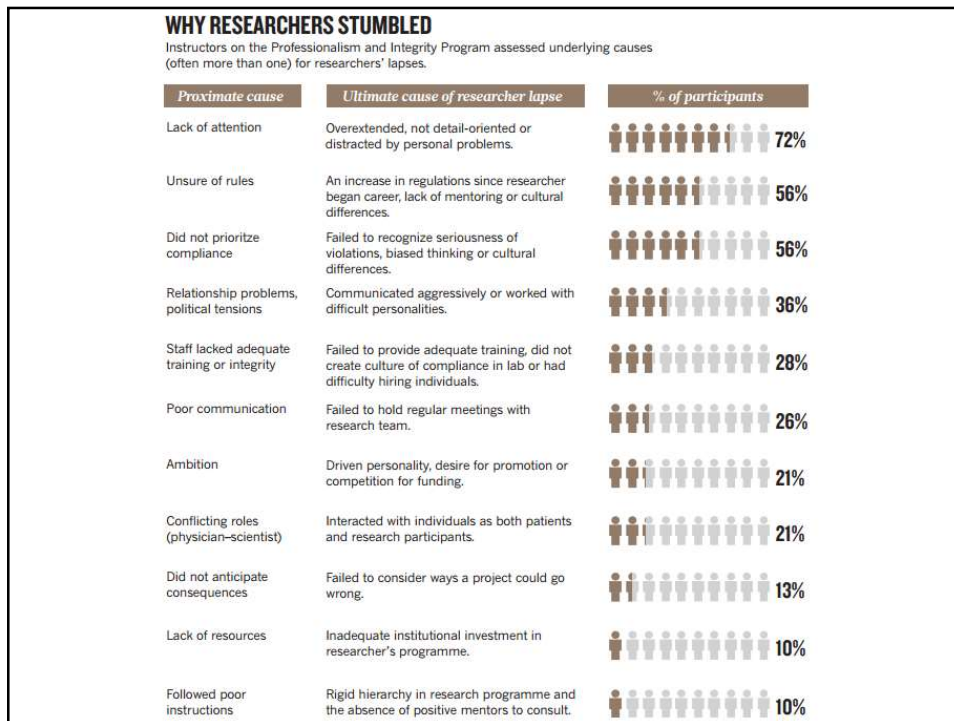 WHY RESEARCHERS STUMBLED
Instructors on the Professionalism and Integrity Program assessed underlying causes
(often more than one) for researchers' lapses.
Proximate cause Ultimate cause of researcher lapse % of participants
Lack of attention
Overextended, not detail-oriented or
distracted by personal problems.
72%
Unsure of rules
An increase in regulations since researcher
began career, lack of mentoring or cultural
differences.
56%
Did not prioritze
compliance
Failed to recognize seriousness of
violations, biased thinking or cultural
differences.
56%
Relationship problems,
political tensions
Communicated aggressively or worked with
difficult personalities.
36%
Staff lacked adequate
training or integrity
Failed to provide adequate training, did not
create culture of compliance in lab or had
difficulty hiring individuals.
28%
Poor communication
Failed to hold regular meetings with
research team.
26%
Ambition
Driven personality, desire for promotion or
competition for funding.
21%
Conflicting roles
(physician–scientist)
Interacted with individuals as both patients
and research participants.
21%
Did not anticipate
consequences
Failed to consider ways a project could go
wrong.
13%
Lack of resources
Inadequate institutional investment in
researcher's programme.
10%
Followed poor
instructions
Rigid hierarchy in research programme and
the absence of positive mentors to consult.
10%